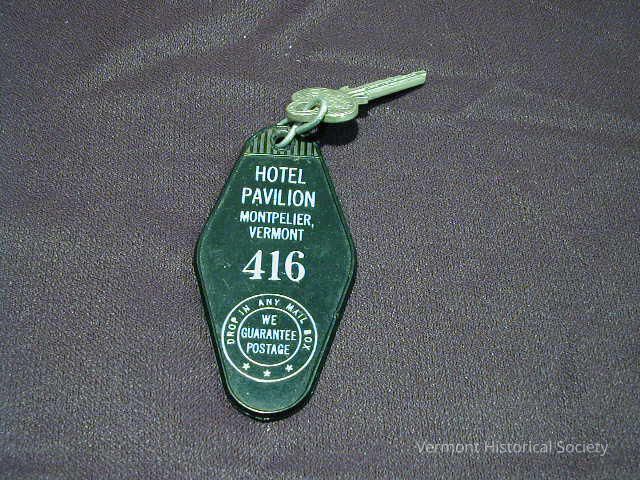 HOTEL
PAVILION
MONTPELIER,
VERMONT
416
DROP IN ANY MAIL BOX
WE
GUARANTEE
POSTAGE
Vermont Historical Society